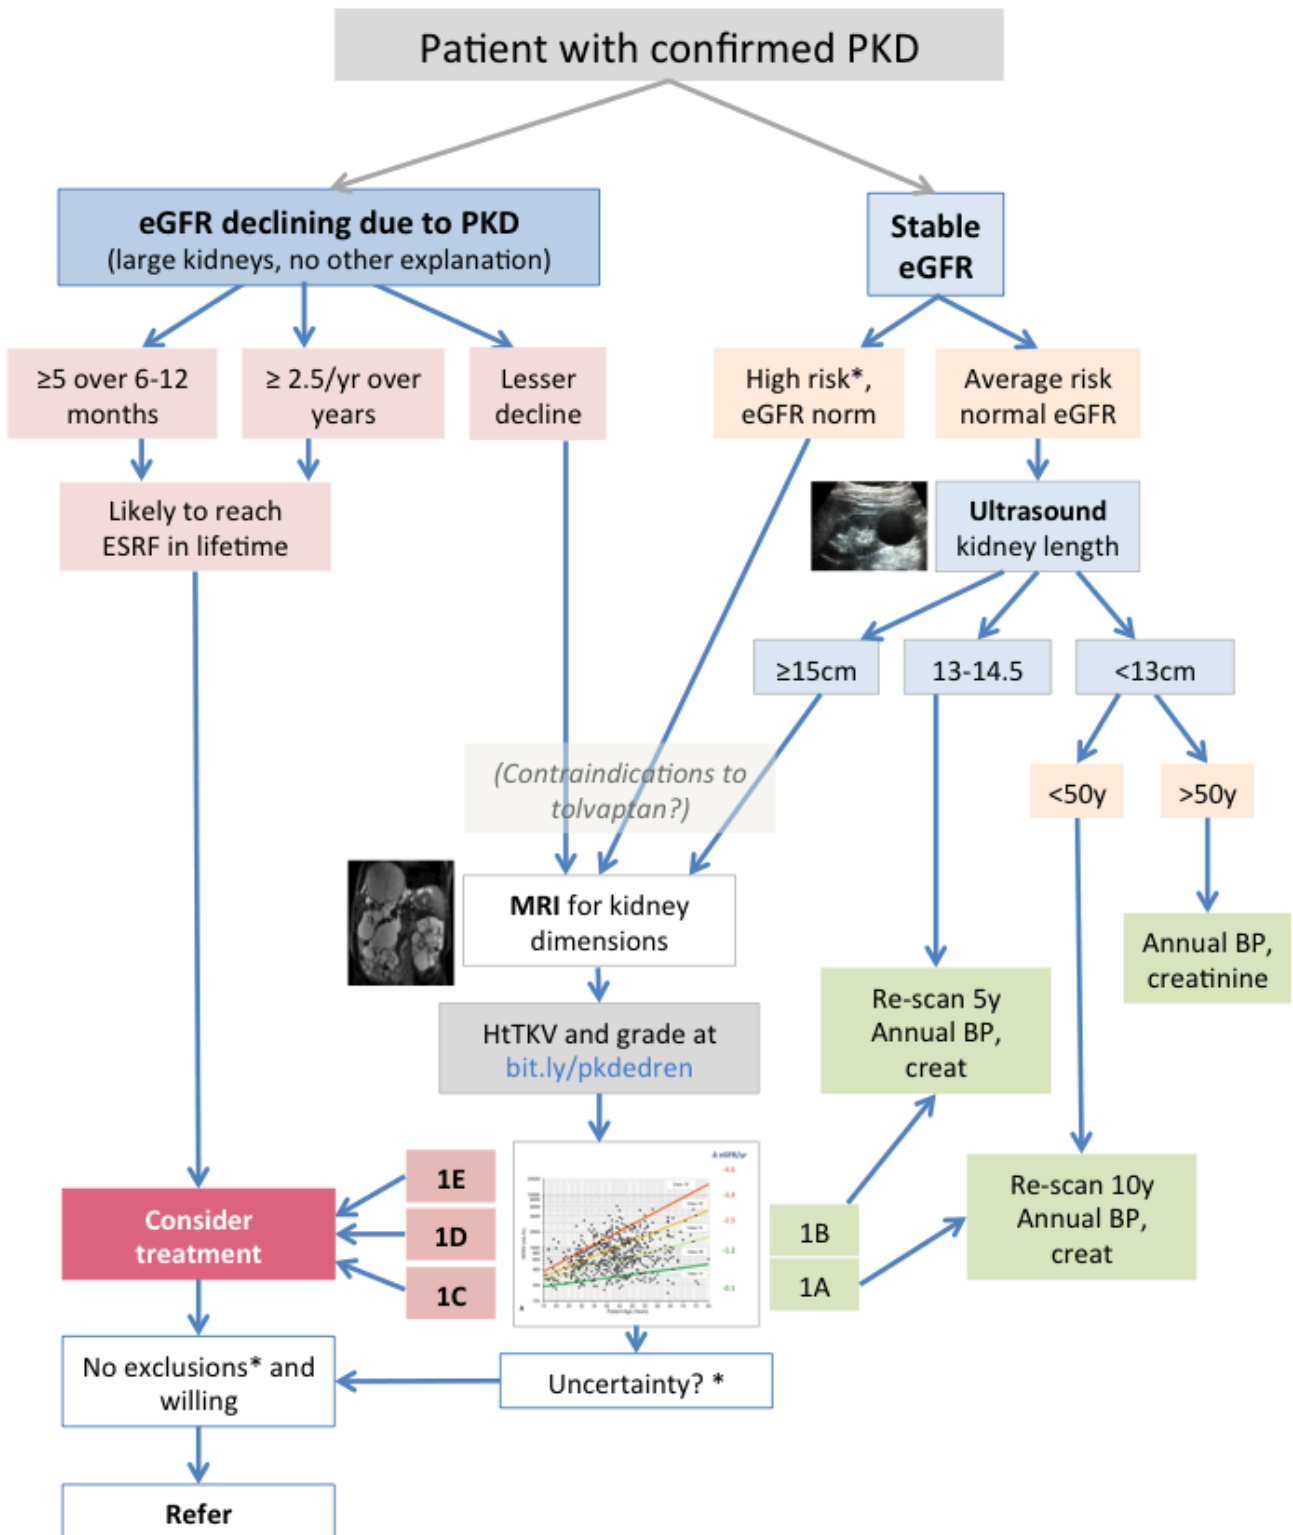 Patient with confirmed PKD
eGFR declining due to PKD
(large kidneys, no other explanation)
Stable
eGFR
≥5 over 6-12
months
≥ 2.5/yr over
years
Lesser
decline
High risk*,
eGFR norm
Average risk
normal eGFR
Likely to reach
ESRF in lifetime
Ultrasound
kidney length
≥15cm
13-14.5
<13cm
(Contraindications to
tolvaptan?)
<50y
>50y
MRI for kidney
dimensions
Annual BP,
creatinine
Re-scan 5y
Annual BP,
creat
HtTKV and grade at
bit.ly/pkdedren
1E
1D
1C
Consider
treatment
Δ eGFR/yr
1B
1A
Re-scan 10y
Annual BP,
creat
No exclusions* and
willing
Uncertainty? *
Refer